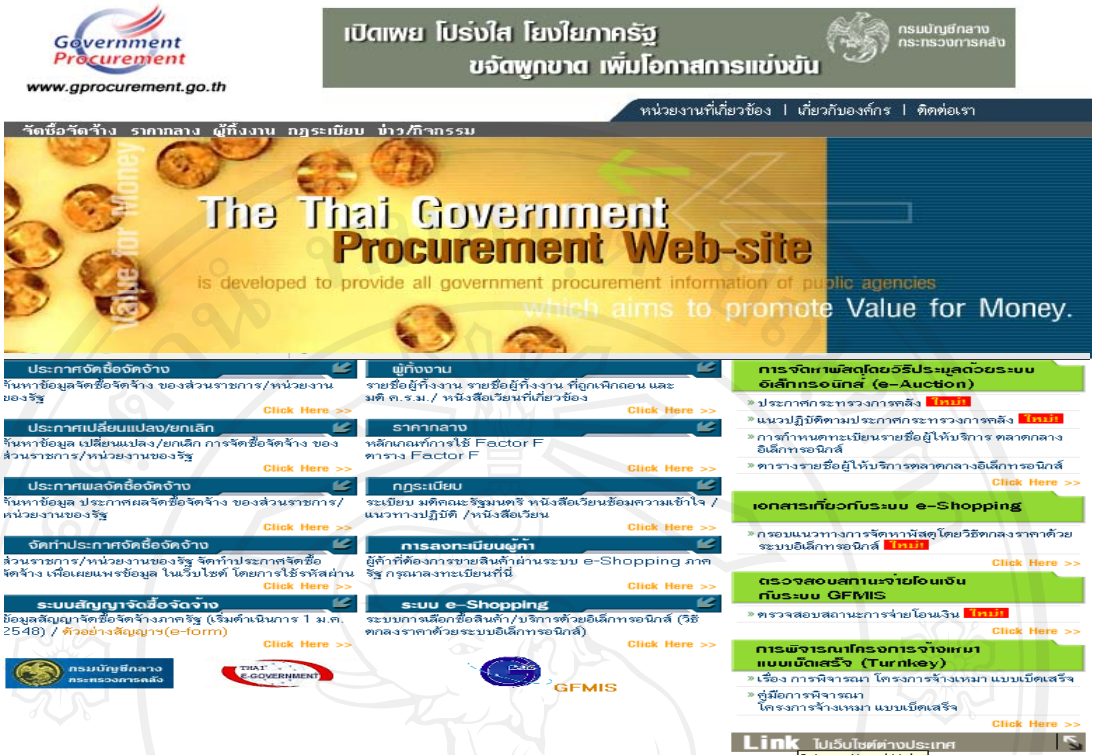 Government
Procurement
www.gprocurement.go.th
เปิดเผย โปร่งใส โยงใยภาครัฐ
ขจัดผูกขาด เพิ่มโอกาสการแข่งขัน
กรมบัญชีกลาง
กระทรวงการคลัง
หน่วยงานที่เกี่ยวข้อง | เกี่ยวกับองค์กร | ติดต่อเรา
จัดซื้อจัดจ้าง ราคากลาง ผู้ทิ้งงาน กฎระเบียบ ข่าว/กิจกรรม
Value for Money
The Thai Government
Procurement Web-site
is developed to provide all government procurement information of public agencies
which aims to promote Value for Money.
ประกาศจัดซื้อจัดจ้าง
ค้นหาข้อมูลจัดซื้อจัดจ้าง ของส่วนราชการ/หน่วยงาน
ของรัฐ
Click Here >>
ประกาศเปลี่ยนแปลง/ยกเลิก
ค้นหาข้อมูล เปลี่ยนแปลง/ยกเลิก การจัดซื้อจัดจ้าง ของ
ส่วนราชการ/หน่วยงานของรัฐ
Click Here >>
ประกาศผลจัดซื้อจัดจ้าง
ค้นหาข้อมูล ประกาศผลจัดซื้อจัดจ้าง ของส่วนราชการ/
หน่วยงานของรัฐ
Click Here >>
จัดทำประกาศจัดซื้อจัดจ้าง
ส่วนราชการ/หน่วยงานของรัฐ จัดทำประกาศจัดซื้อ
จัดจ้าง เพื่อเผยแพร่ข้อมูล ในเว็บไซต์ โดยการใช้รหัสผ่าน
Click Here >>
ระบบสัญญาจัดซื้อจัดจ้าง
ข้อมูลสัญญาจัดซื้อจัดจ้างภาครัฐ (เริ่มดำเนินการ 1 ม.ค.
2548) / ตัวอย่างสัญญาฯ(e-form)
Click Here >>
กรมบัญชีกลาง
กระทรวงการคลัง
THAI
E-GOVERNMENT
ผู้ทิ้งงาน
รายชื่อผู้ทิ้งงาน รายชื่อผู้ทิ้งงาน ที่ถูกเพิกถอน และ
มติ ค.ร.ม./ หนังสือเวียนที่เกี่ยวข้อง
Click Here >>
ราคากลาง
หลักเกณฑ์การใช้ Factor F
ตาราง Factor F
Click Here >>
กฎระเบียบ
ระเบียบ มติคณะรัฐมนตรี หนังสือเวียนซ้อมความเข้าใจ /
แนวทางปฏิบัติ /หนังสือเวียน
Click Here >>
การลงทะเบียนผู้ค้า
ผู้ค้าที่ต้องการขายสินค้าผ่านระบบ e-Shopping ภาค
รัฐ กรุณาลงทะเบียนที่นี่
Click Here >>
ระบบ e-Shopping
ระบบการเลือกซื้อสินค้า/บริการด้วยอิเล็กทรอนิกส์ (วิธี
ตกลงราคาด้วยระบบอิเล็กทรอนิกส์)
Click Here >>
GFMIS
การจัดหาพัสดุโดยวิธีประมูลด้วยระบบ
อิเล็กทรอนิกส์ (e-Auction)
» ประกาศกระทรวงการคลัง ใหม่!
» แนวปฏิบัติตามประกาศกระทรวงการคลัง ใหม่!
» การกำหนดทะเบียนรายชื่อผู้ให้บริการ ตลาดกลาง
อิเล็กทรอนิกส์
» ตารางรายชื่อผู้ให้บริการตลาดกลางอิเล็กทรอนิกส์
Click Here >>
เอกสารเกี่ยวกับระบบ e-Shopping
» กรอบแนวทางการจัดหาพัสดุโดยวิธีตกลงราคาด้วย
ระบบอิเล็กทรอนิกส์ ใหม่!
Click Here >>
ตรวจสอบสถานะจ่ายโอนเงิน
กับระบบ GFMIS
» ตรวจสอบสถานะการจ่ายโอนเงิน ใหม่!
Click Here >>
การพิจารณาโครงการจ้างเหมา
แบบเบ็ดเสร็จ (Turnkey)
» เรื่อง การพิจารณา โครงการจ้างเหมา แบบเบ็ดเสร็จ
» คู่มือการพิจารณา
โครงการจ้างเหมา แบบเบ็ดเสร็จ
Click Here >>
Link ไปเว็บไซต์ต่างประเทศ